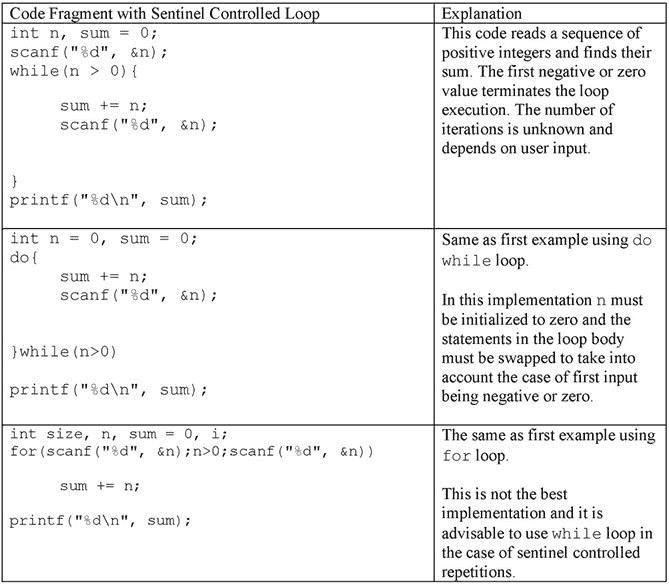 Code Fragment with Sentinel Controlled Loop
Explanation
int n, sum = 0;
scanf("%d", &n);
while(n > 0){
sum += n;
scanf("%d", &n);
}
printf("%d\n", sum);
This code reads a sequence of
positive integers and finds their
sum. The first negative or zero
value terminates the loop
execution. The number of
iterations is unknown and
depends on user input.
int n = 0, sum = 0;
do{
sum += n;
scanf("%d", &n);
}while(n>0)
printf("%d\n", sum);
Same as first example using do
while loop.
In this implementation n must
be initialized to zero and the
statements in the loop body
must be swapped to take into
account the case of first input
being negative or zero.
int size, n, sum = 0, i;
for(scanf("%d", &n);n>0;scanf("%d", &n))
sum += n;
printf("%d\n", sum);
The same as first example using
for loop.
This is not the best
implementation and it is
advisable to use while loop in
the case of sentinel controlled
repetitions.